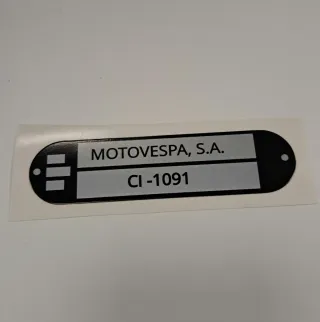 MOTOVESPA, S.A.
CI -1091